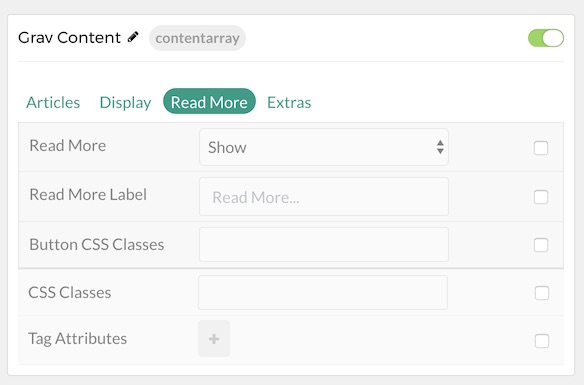 Grav Content contentarray
Articles Display Read More Extras
Read More Show
Read More Label Read More...
Button CSS Classes
CSS Classes
Tag Attributes +